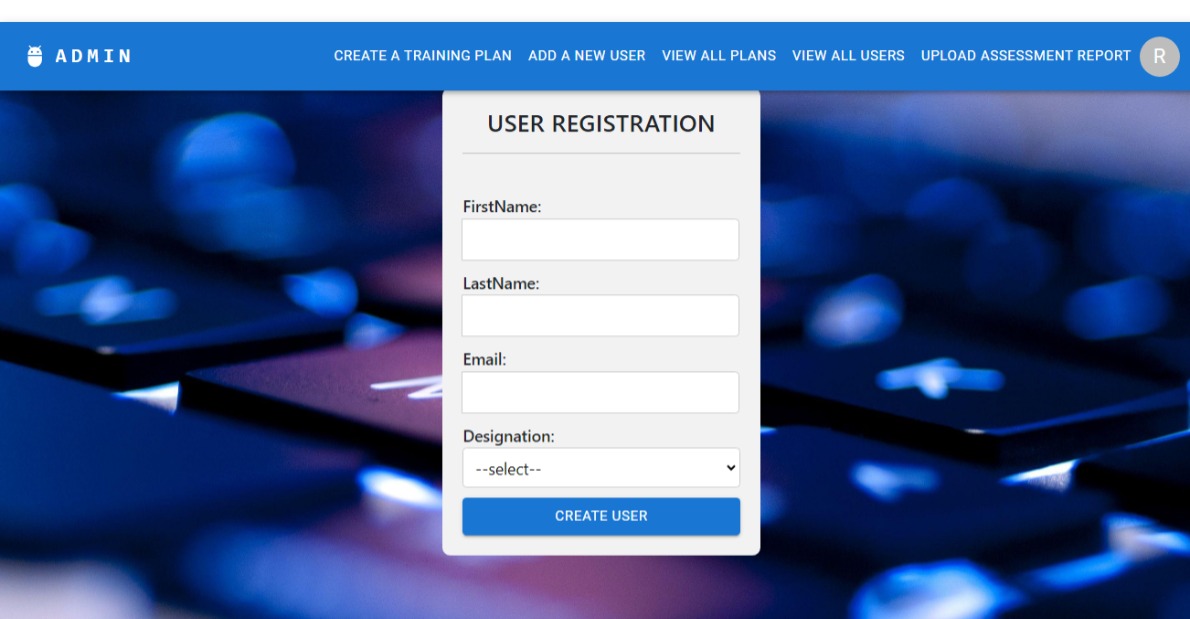 ADMIN CREATE A TRAINING PLAN ADD A NEW USER VIEW ALL PLANS VIEW ALL USERS UPLOAD ASSESSMENT REPORT R
USER REGISTRATION
FirstName:
LastName:
Email:
Designation:
--select--
CREATE USER